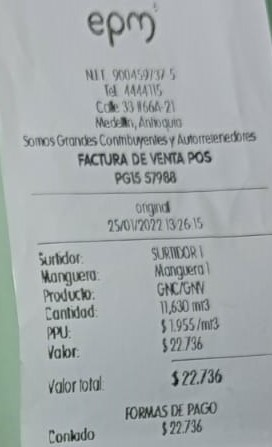 epm
NIT. 900459737-5
Tel. 4444115
Calle 33 #66A-21
Medellín, Antioquia
Somos Grandes Contribuyentes y Autorretenedores
FACTURA DE VENTA POS
PG15 57988
original
25/01/2022 13:26:15
Surtidor: SURTIDOR 1
Manguera: Manguera 1
Producto: GNC/GNV
Cantidad: 11,630 mt3
PPU: $ 1.955 /mt3
Valor: $ 22.736
Valor total: $ 22.736
FORMAS DE PAGO
Contado $ 22.736